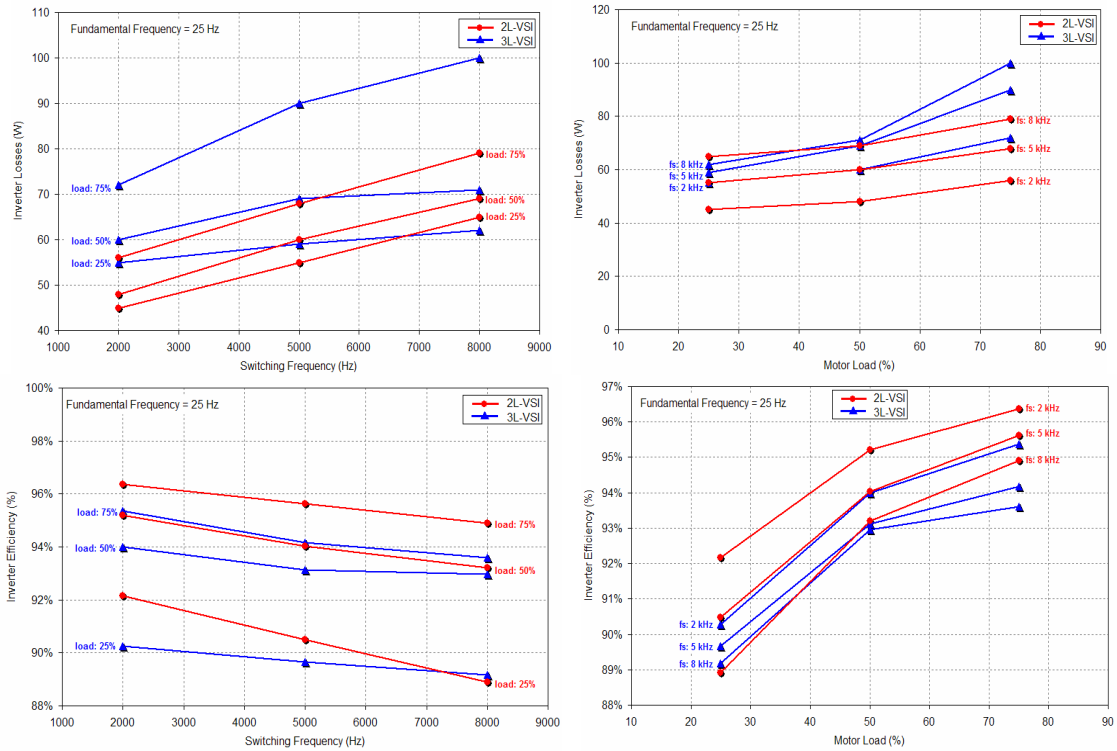 Fundamental Frequency = 25 Hz
2L-VSI
3L-VSI
110
100
90
80
70
60
50
40
Inverter Losses (W)
load: 75%
load: 50%
load: 25%
load: 75%
load: 50%
load: 25%
1000 2000 3000 4000 5000 6000 7000 8000 9000
Switching Frequency (Hz)
Fundamental Frequency = 25 Hz
2L-VSI
3L-VSI
120
100
80
60
40
20
0
Inverter Losses (W)
fs: 8 kHz
fs: 5 kHz
fs: 2 kHz
fs: 8 kHz
fs: 5 kHz
fs: 2 kHz
10 20 30 40 50 60 70 80 90
Motor Load (%)
Fundamental Frequency = 25 Hz
2L-VSI
3L-VSI
100%
98%
96%
94%
92%
90%
88%
Inverter Efficiency (%)
load: 75%
load: 50%
load: 25%
load: 75%
load: 50%
load: 25%
1000 2000 3000 4000 5000 6000 7000 8000 9000
Switching Frequency (Hz)
Fundamental Frequency = 25 Hz
2L-VSI
3L-VSI
97%
96%
95%
94%
93%
92%
91%
90%
89%
88%
Inverter Efficiency (%)
fs: 2 kHz
fs: 5 kHz
fs: 8 kHz
fs: 2 kHz
fs: 5 kHz
fs: 8 kHz
10 20 30 40 50 60 70 80 90
Motor Load (%)